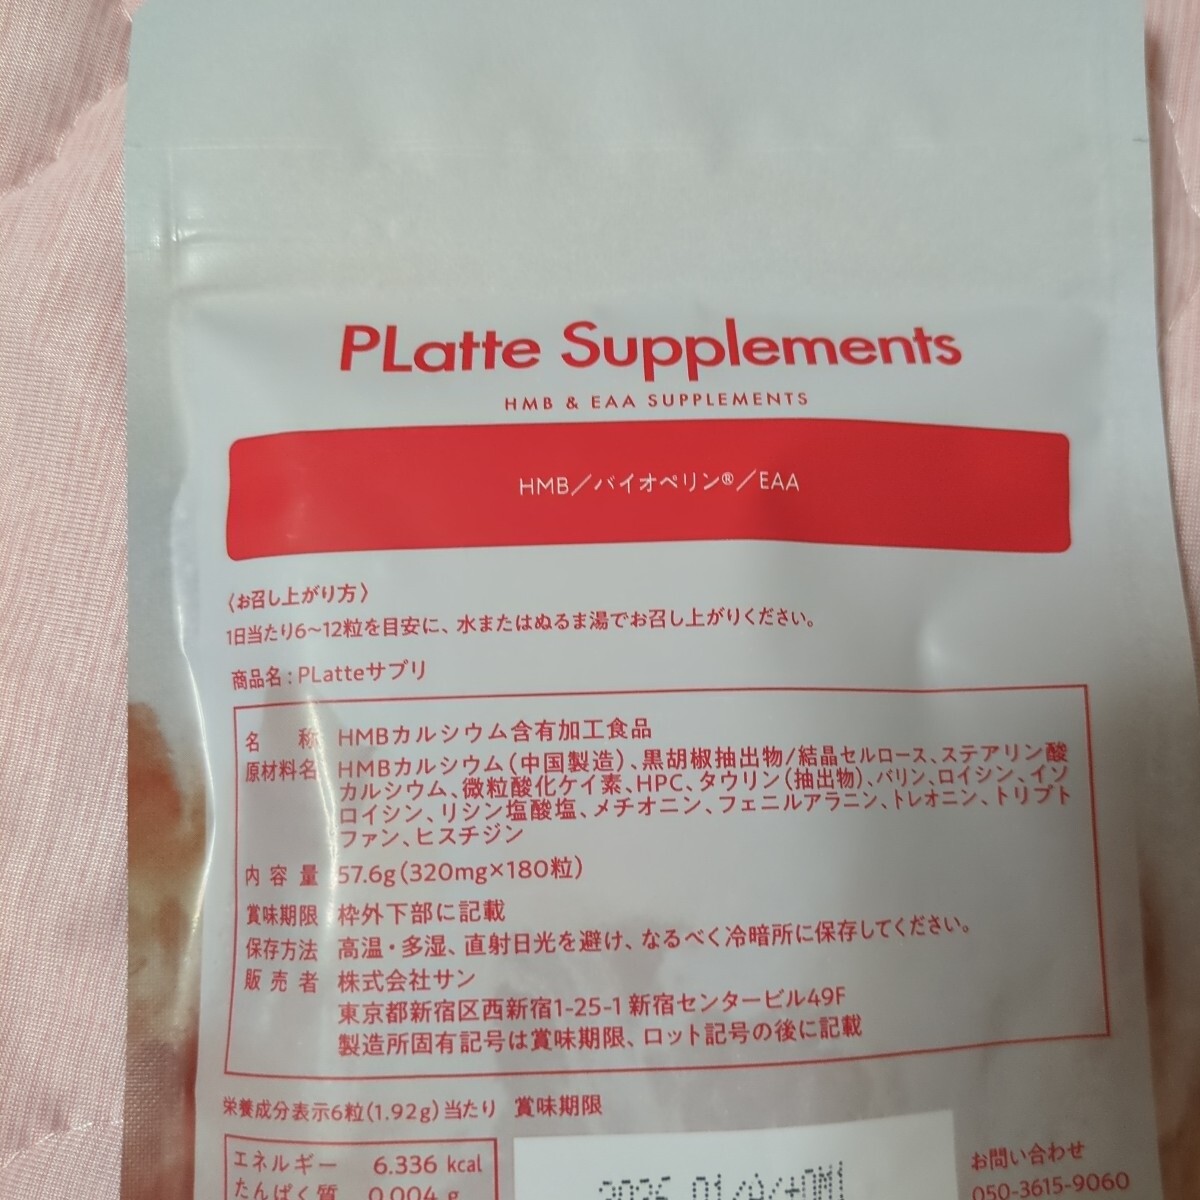 PLatte Supplements
HMB & EAA SUPPLEMENTS
HMB／バイオペリン®／EAA
〈お召し上がり方〉
1日当たり6〜12粒を目安に、水またはぬるま湯でお召し上がりください。
商品名：PLatteサプリ
名称 HMBカルシウム含有加工食品
原材料名 HMBカルシウム（中国製造）、黒胡椒抽出物/結晶セルロース、ステアリン酸
カルシウム、微粒酸化ケイ素、HPC、タウリン（抽出物）、バリン、ロイシン、イソ
ロイシン、リシン塩酸塩、メチオニン、フェニルアラニン、トレオニン、トリプト
ファン、ヒスチジン
内容量 57.6g（320mg×180粒）
賞味期限 枠外下部に記載
保存方法 高温・多湿、直射日光を避け、なるべく冷暗所に保存してください。
販売者 株式会社サン
東京都新宿区西新宿1-25-1 新宿センタービル49F
製造所固有記号は賞味期限、ロット記号の後に記載
栄養成分表示6粒（1.92g）当たり 賞味期限
エネルギー 6.336 kcal
たんぱく質 0.004 g
お問い合わせ
050-3615-9060